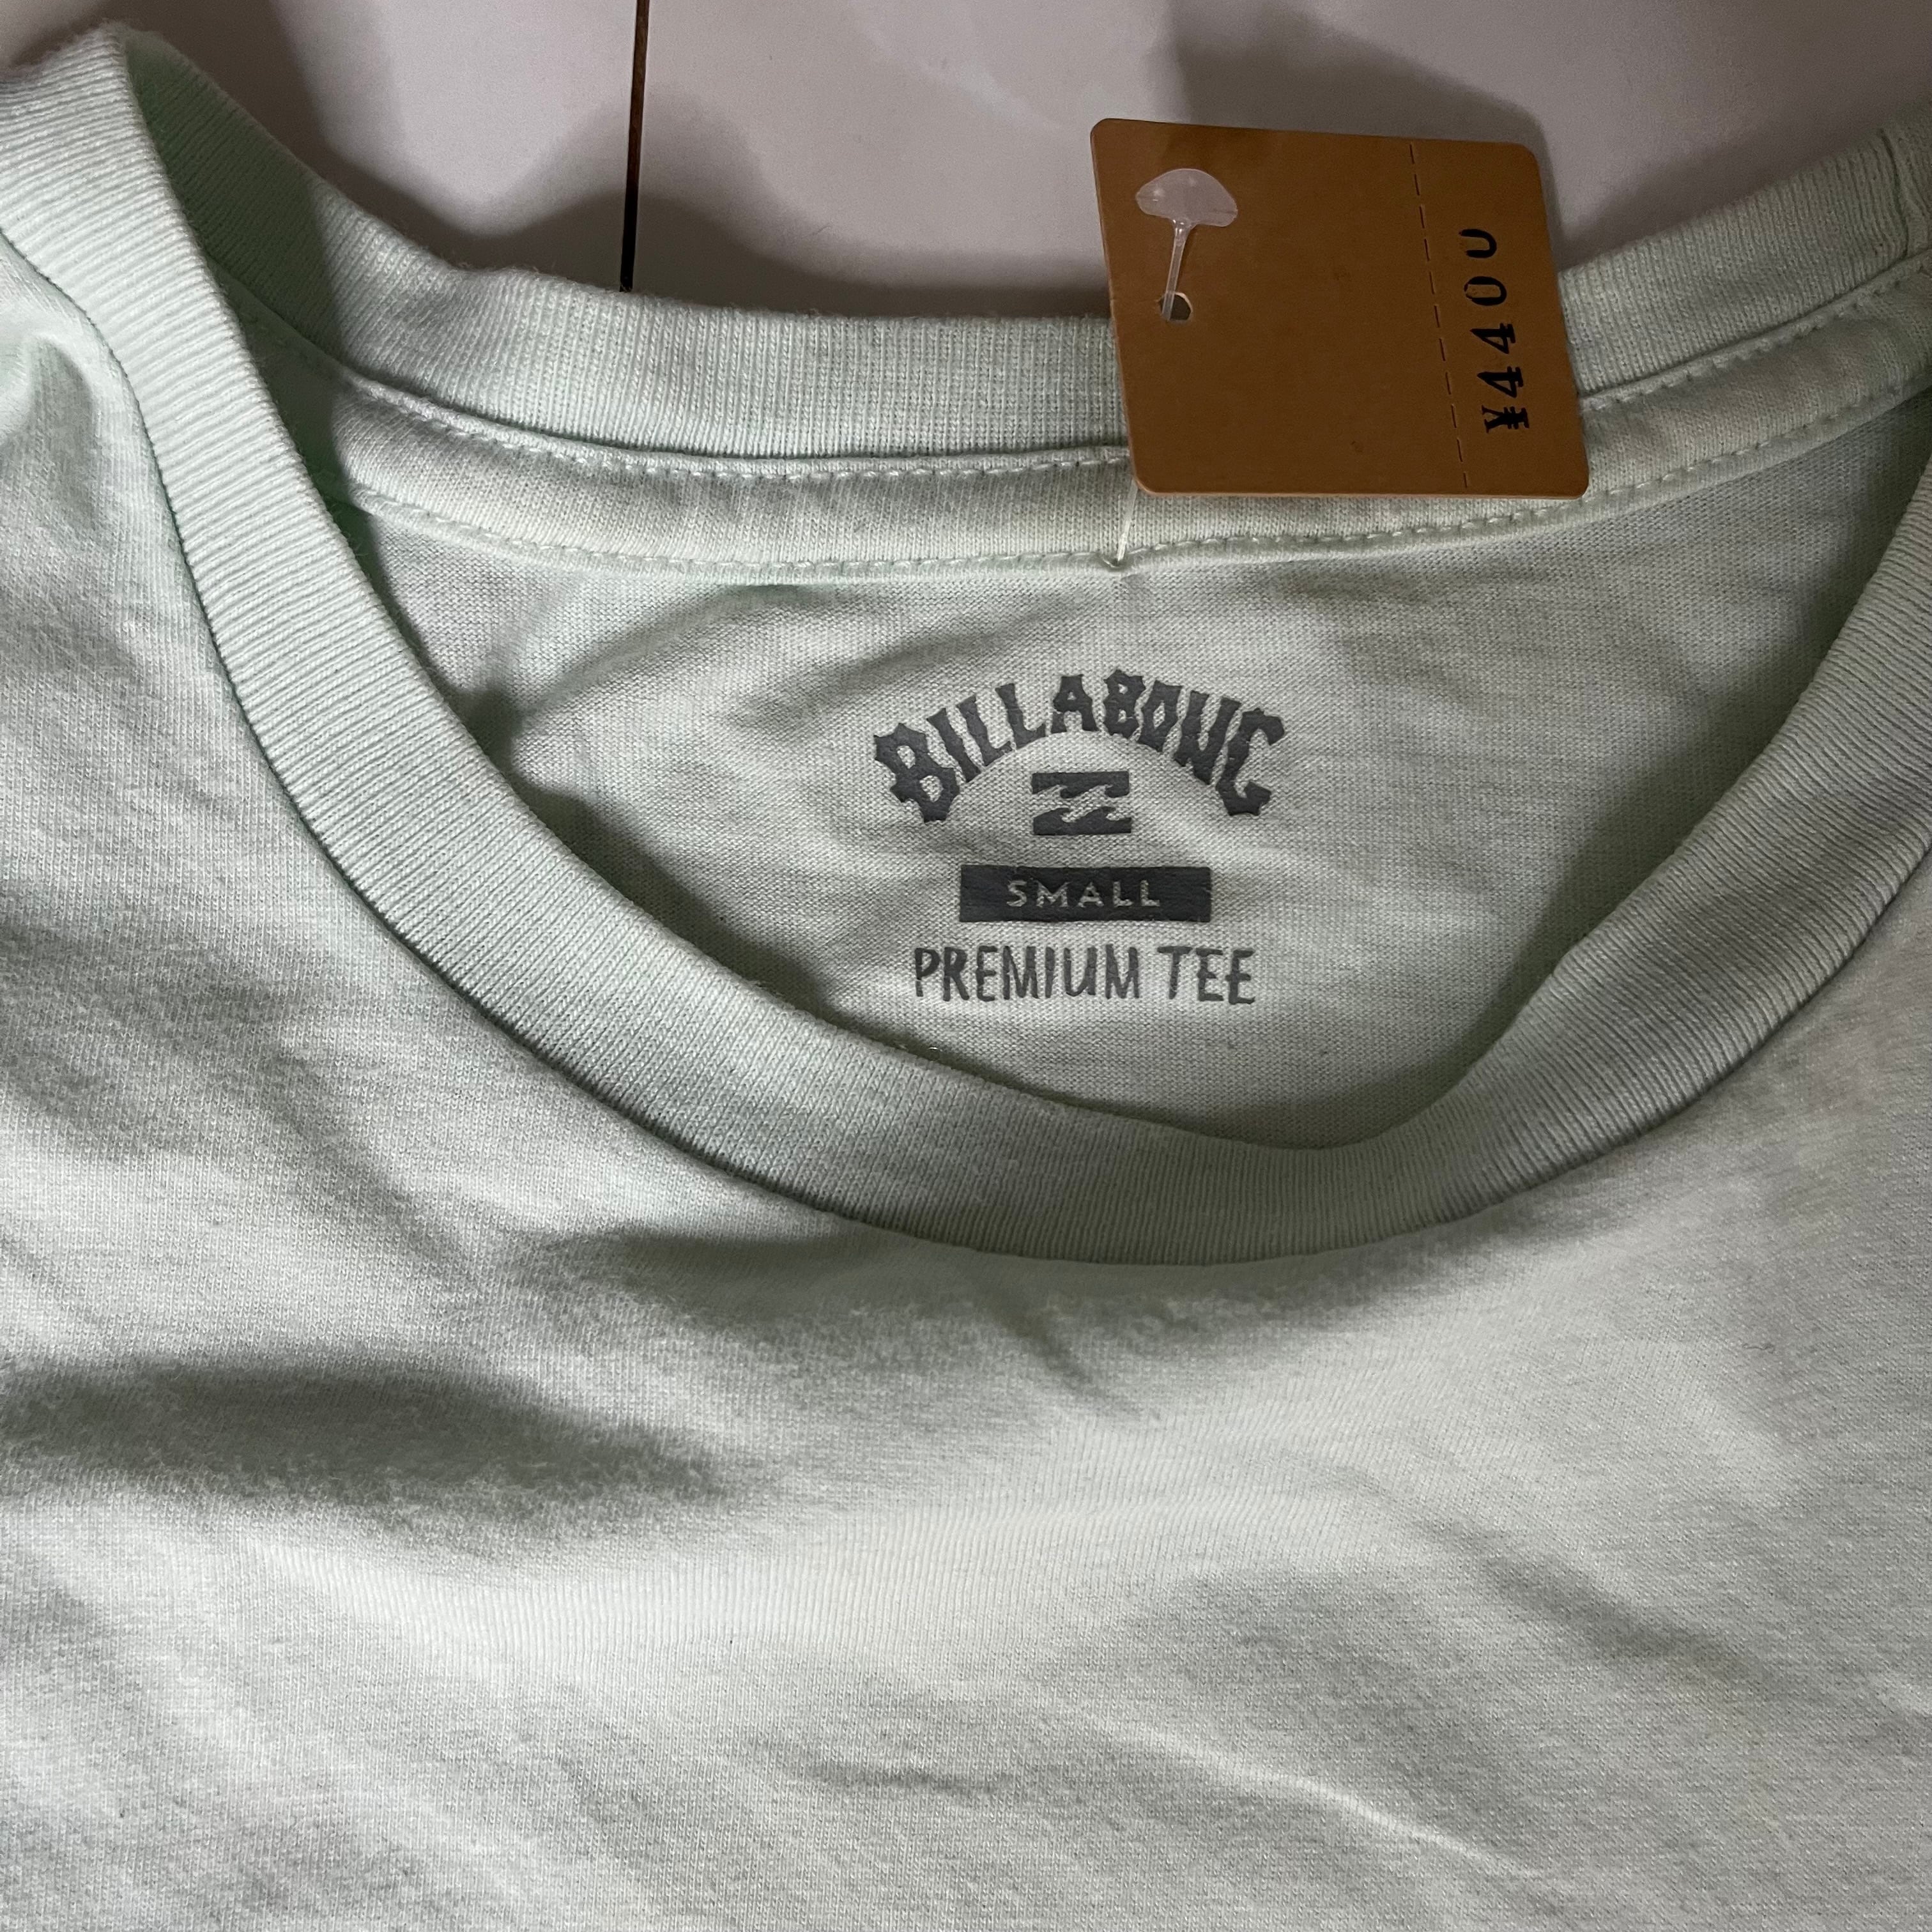 ¥4400
BILLABONG
SMALL
PREMIUM TEE